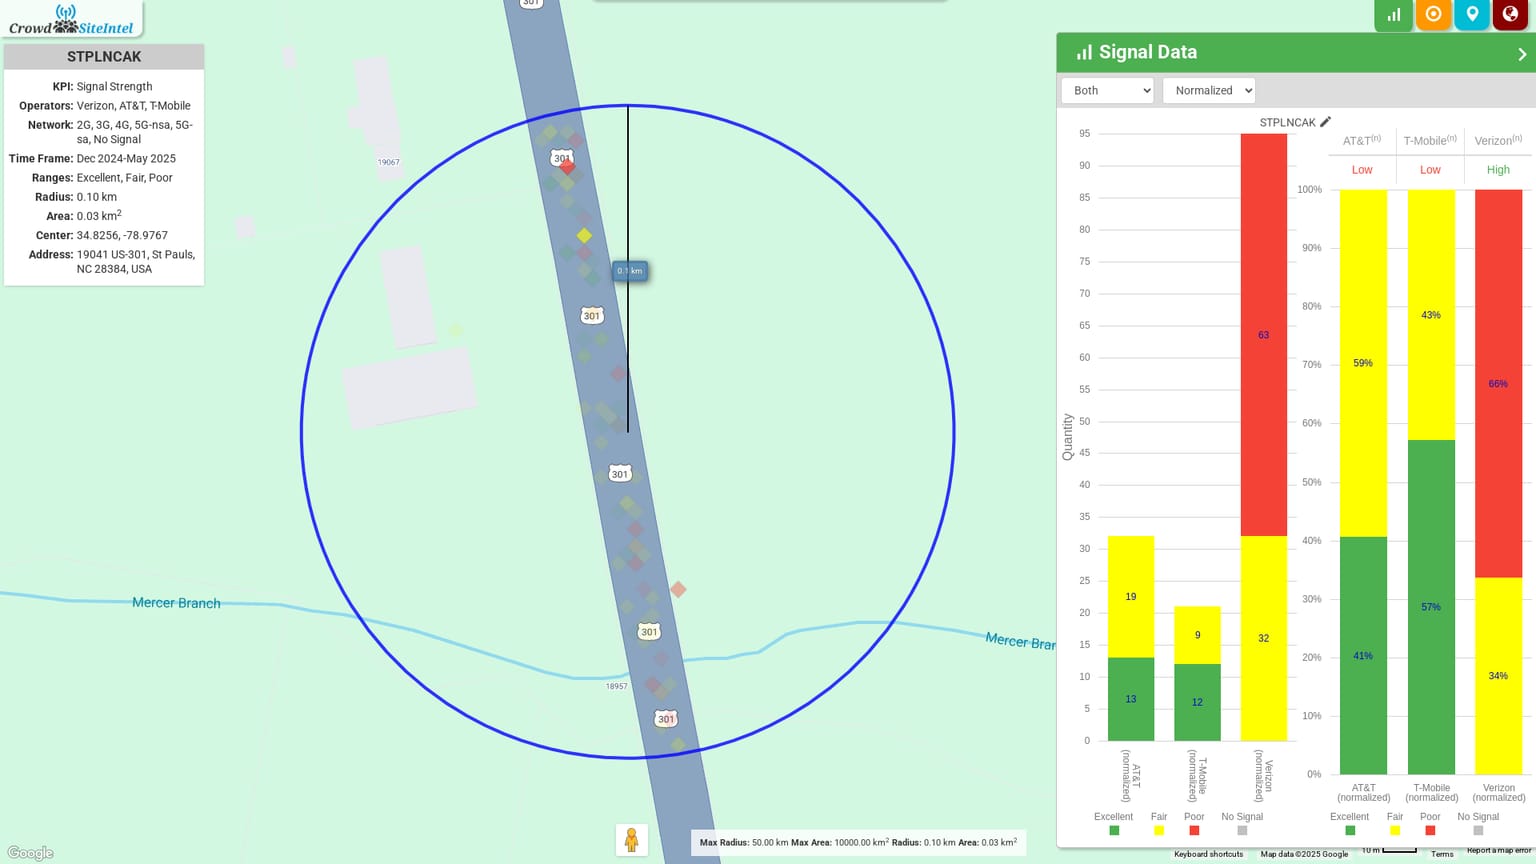 CrowdSiteIntel
STPLNCAK
KPI: Signal Strength
Operators: Verizon, AT&T, T-Mobile
Network: 2G, 3G, 4G, 5G-nsa, 5G-
sa, No Signal
Time Frame: Dec 2024-May 2025
Ranges: Excellent, Fair, Poor
Radius: 0.10 km
Area: 0.03 km²
Center: 34.8256, -78.9767
Address: 19041 US-301, St Pauls,
NC 28384, USA
301
301
19067
0.1 km
301
301
Mercer Branch
301
Mercer Bran
18957
301
Google
Max Radius: 50.00 km Max Area: 10000.00 km² Radius: 0.10 km Area: 0.03 km²
Signal Data
Both
Normalized
STPLNCAK
Quantity
95
90
85
80
75
70
65
60
55
50
45
40
35
30
25
20
15
10
5
0
19
13
9
12
63
32
AT&T
(normalized)
T-Mobile
(normalized)
Verizon
(normalized)
Excellent
Fair
Poor
No Signal
AT&T(n)
T-Mobile(n)
Verizon(n)
Low
Low
High
100%
90%
80%
70%
60%
50%
40%
30%
20%
10%
0%
59%
41%
43%
57%
66%
34%
AT&T
(normalized)
T-Mobile
(normalized)
Verizon
(normalized)
Excellent
Fair
Poor
No Signal
Keyboard shortcuts
Map data ©2025 Google
10 m
Terms
Report a map error